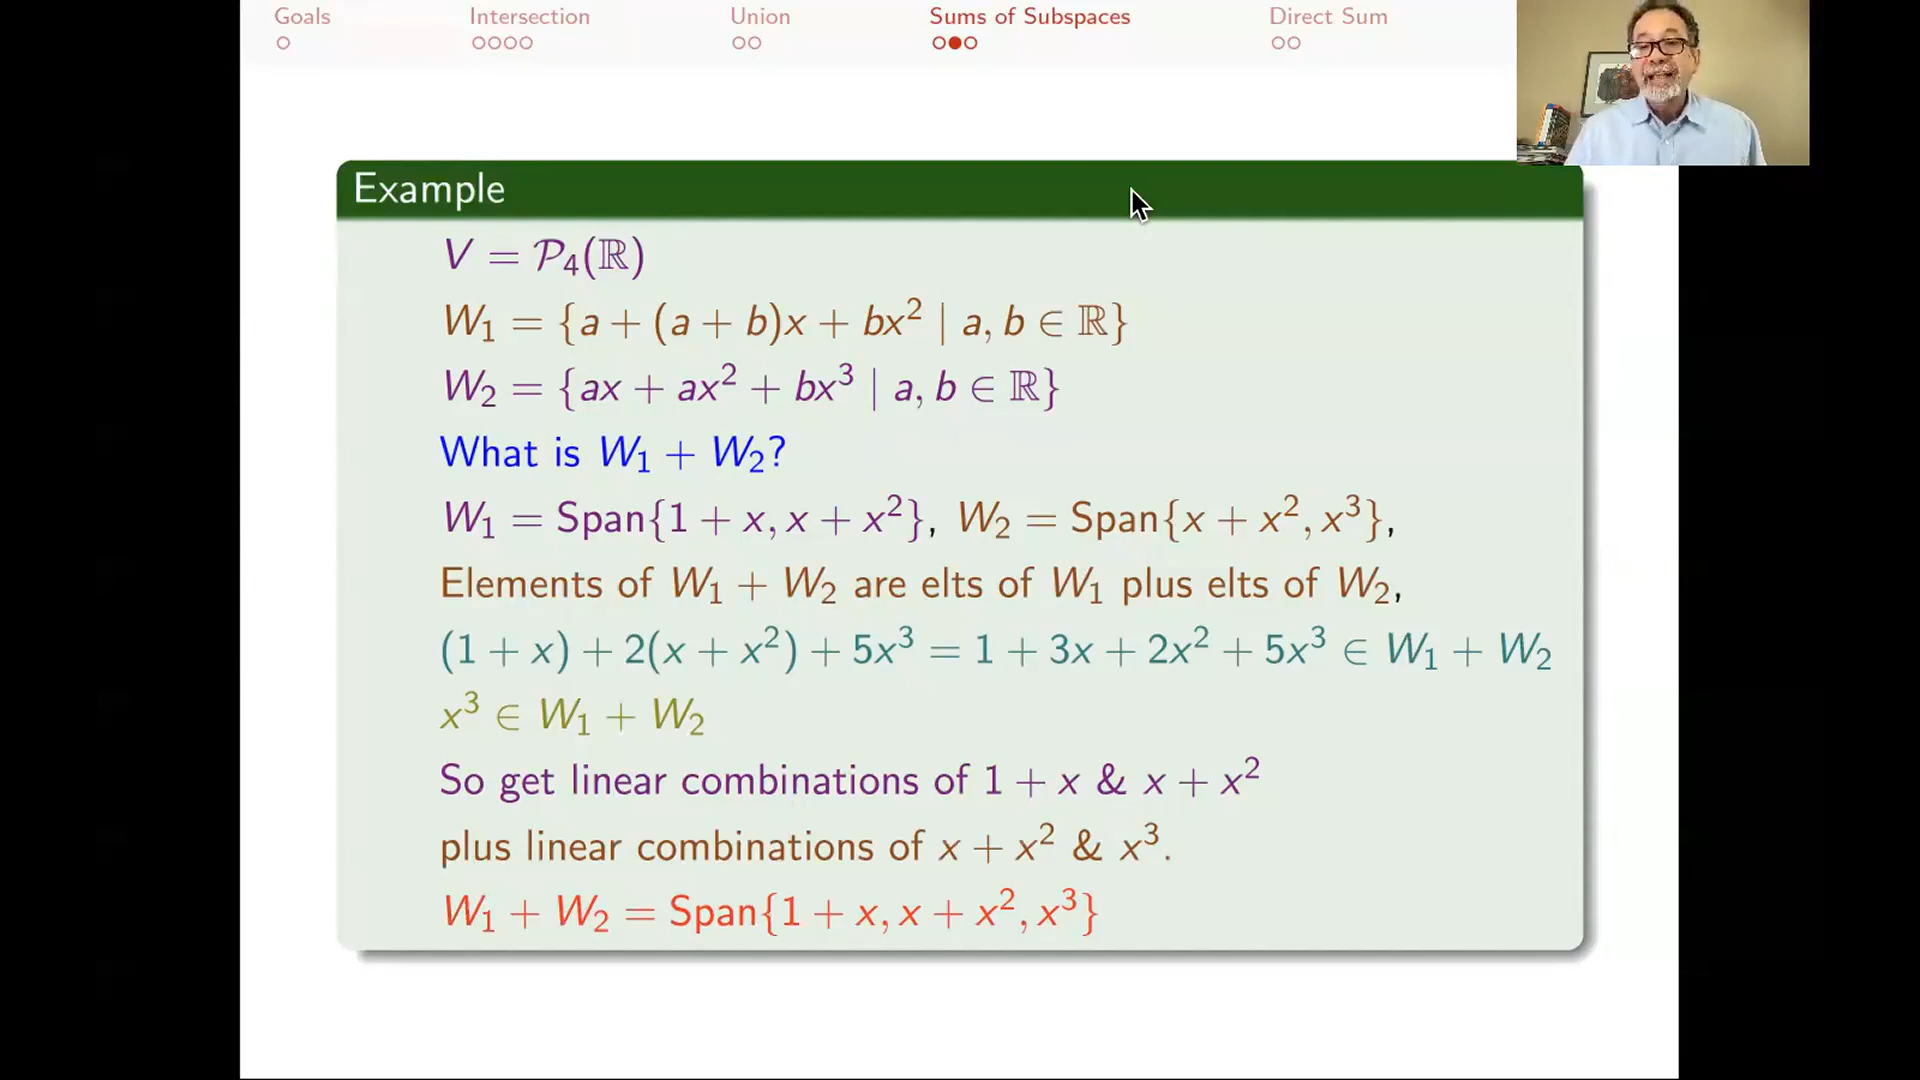 Goals Intersection Union Sums of Subspaces Direct Sum
Example
V = 𝒫₄(ℝ)
W₁ = {a + (a + b)x + bx² | a, b ∈ ℝ}
W₂ = {ax + ax² + bx³ | a, b ∈ ℝ}
What is W₁ + W₂?
W₁ = Span{1 + x, x + x²}, W₂ = Span{x + x², x³},
Elements of W₁ + W₂ are elts of W₁ plus elts of W₂,
(1 + x) + 2(x + x²) + 5x³ = 1 + 3x + 2x² + 5x³ ∈ W₁ + W₂
x³ ∈ W₁ + W₂
So get linear combinations of 1 + x & x + x²
plus linear combinations of x + x² & x³.
W₁ + W₂ = Span{1 + x, x + x², x³}